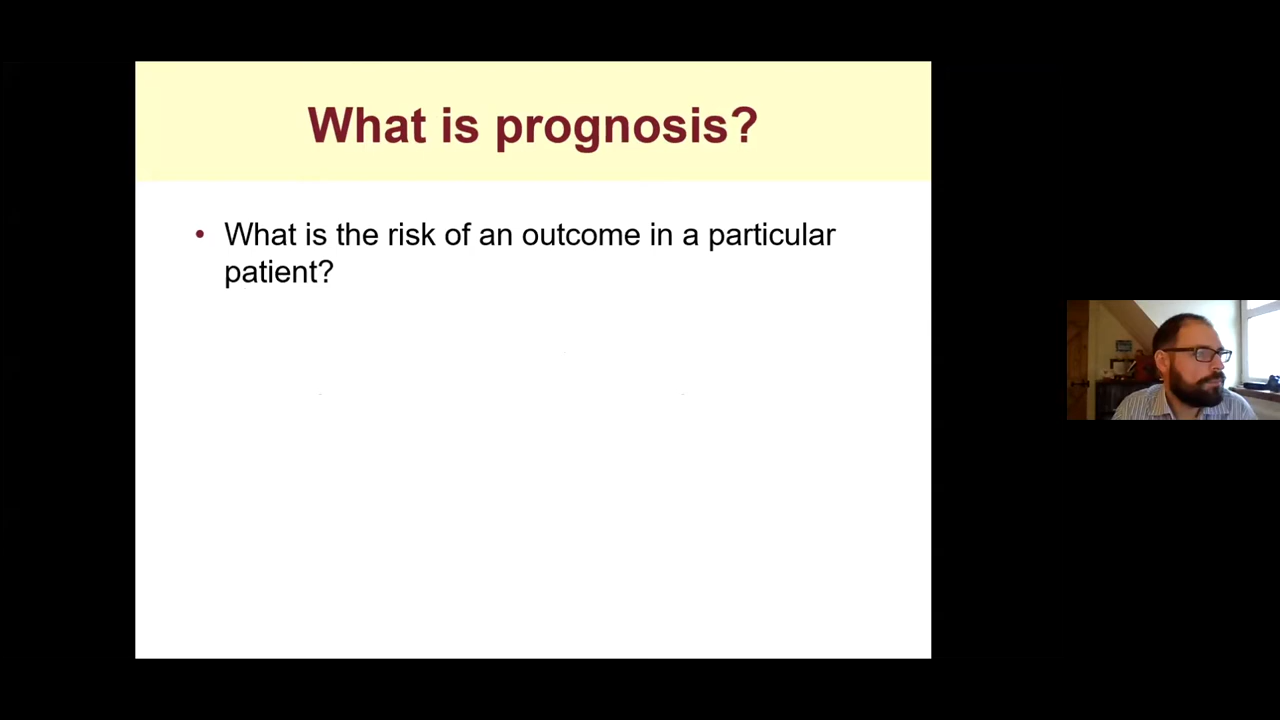 What is prognosis?
• What is the risk of an outcome in a particular
patient?